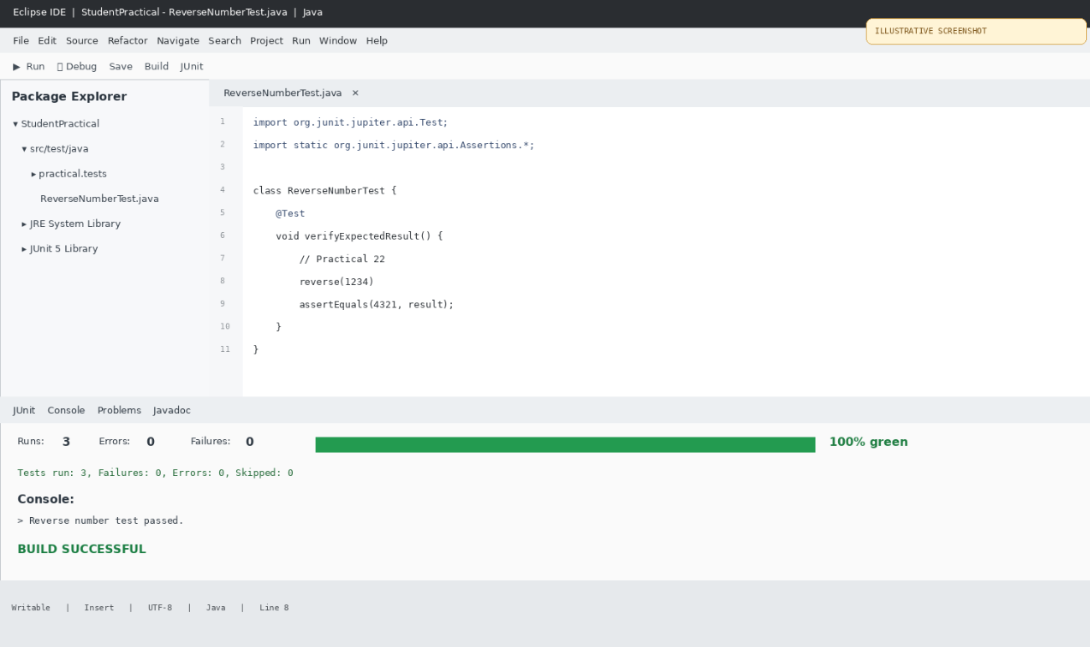 Eclipse IDE | StudentPractical - ReverseNumberTest.java | Java
ILLUSTRATIVE SCREENSHOT
File Edit Source Refactor Navigate Search Project Run Window Help
▶ Run Debug Save Build JUnit
Package Explorer
▾ StudentPractical
▾ src/test/java
▸ practical.tests
ReverseNumberTest.java
▸ JRE System Library
▸ JUnit 5 Library
ReverseNumberTest.java ×
1 import org.junit.jupiter.api.Test;
2 import static org.junit.jupiter.api.Assertions.*;
3
4 class ReverseNumberTest {
5 @Test
6 void verifyExpectedResult() {
7 // Practical 22
8 reverse(1234)
9 assertEquals(4321, result);
10 }
11 }
JUnit Console Problems Javadoc
Runs: 3 Errors: 0 Failures: 0 100% green
Tests run: 3, Failures: 0, Errors: 0, Skipped: 0
Console:
> Reverse number test passed.
BUILD SUCCESSFUL
Writable | Insert | UTF-8 | Java | Line 8